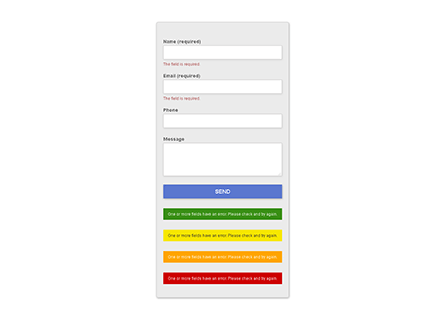 Name (required)
The field is required.
Email (required)
The field is required.
Phone
Message
SEND
One or more fields have an error. Please check and try again.
One or more fields have an error. Please check and try again.
One or more fields have an error. Please check and try again.
One or more fields have an error. Please check and try again.